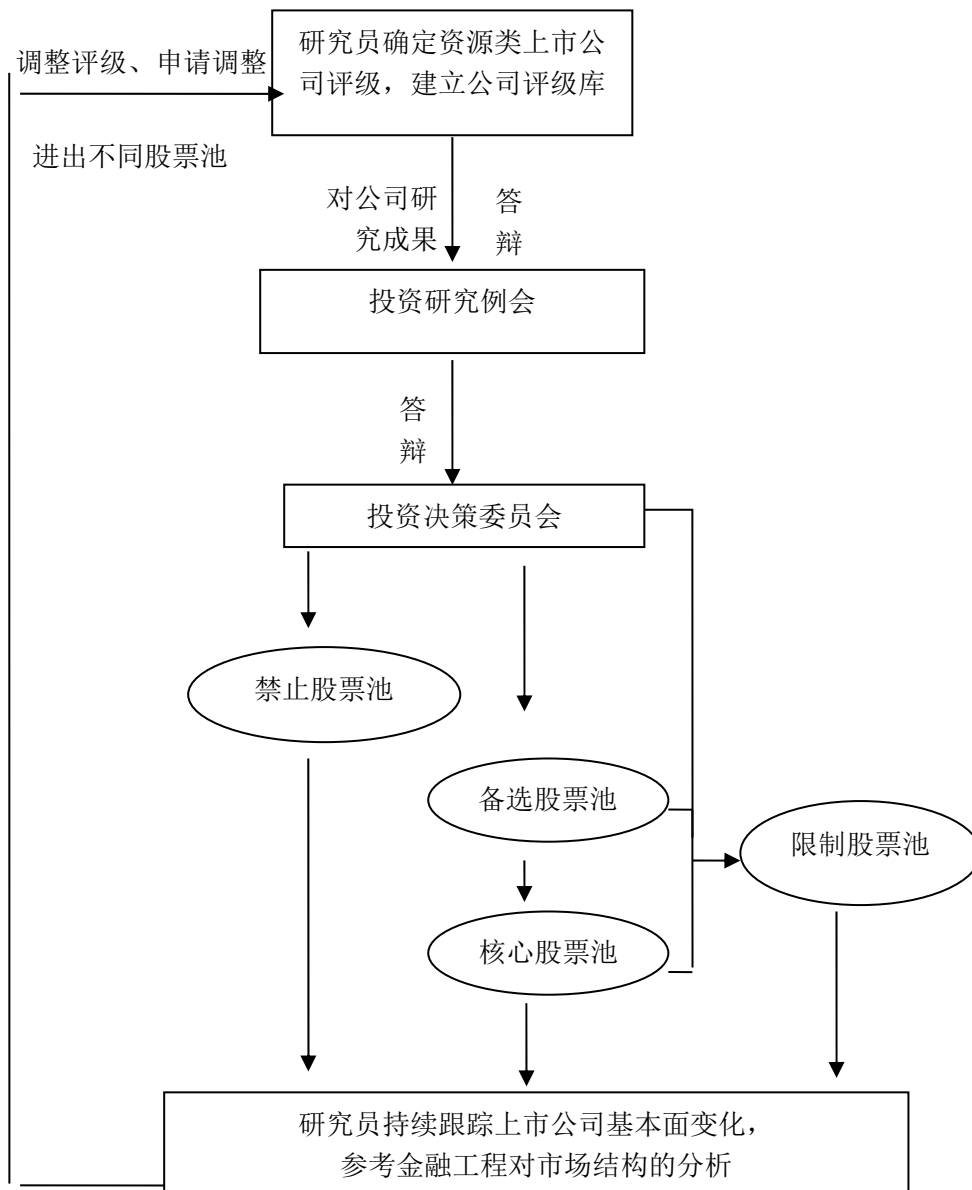 研究员确定资源类上市公
司评级，建立公司评级库
调整评级、申请调整
进出不同股票池
对公司研
究成果
答
辩
投资研究例会
答
辩
投资决策委员会
禁止股票池
备选股票池
限制股票池
核心股票池
研究员持续跟踪上市公司基本面变化，
参考金融工程对市场结构的分析